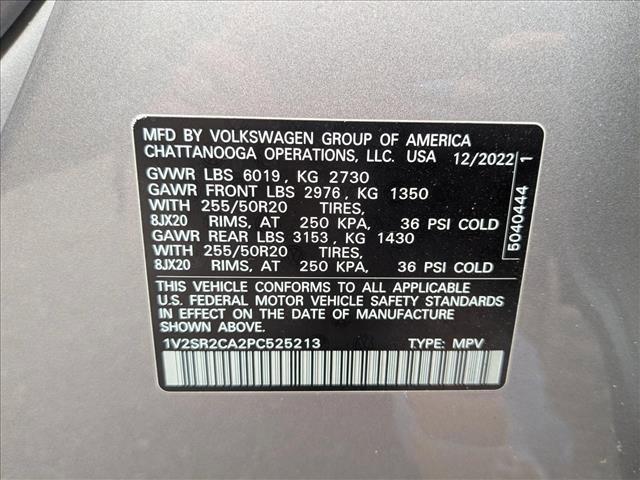 MFD BY VOLKSWAGEN GROUP OF AMERICA
CHATTANOOGA OPERATIONS, LLC. USA 12/2022
GVWR LBS 6019, KG 2730
GAWR FRONT LBS 2976, KG 1350
WITH 255/50R20 TIRES,
8JX20 RIMS, AT 250 KPA, 36 PSI COLD
GAWR REAR LBS 3153, KG 1430
WITH 255/50R20 TIRES,
8JX20 RIMS, AT 250 KPA, 36 PSI COLD
THIS VEHICLE CONFORMS TO ALL APPLICABLE
U.S. FEDERAL MOTOR VEHICLE SAFETY STANDARDS
IN EFFECT ON THE DATE OF MANUFACTURE
SHOWN ABOVE.
1V2SR2CA2PC525213 TYPE: MPV
5040444 1